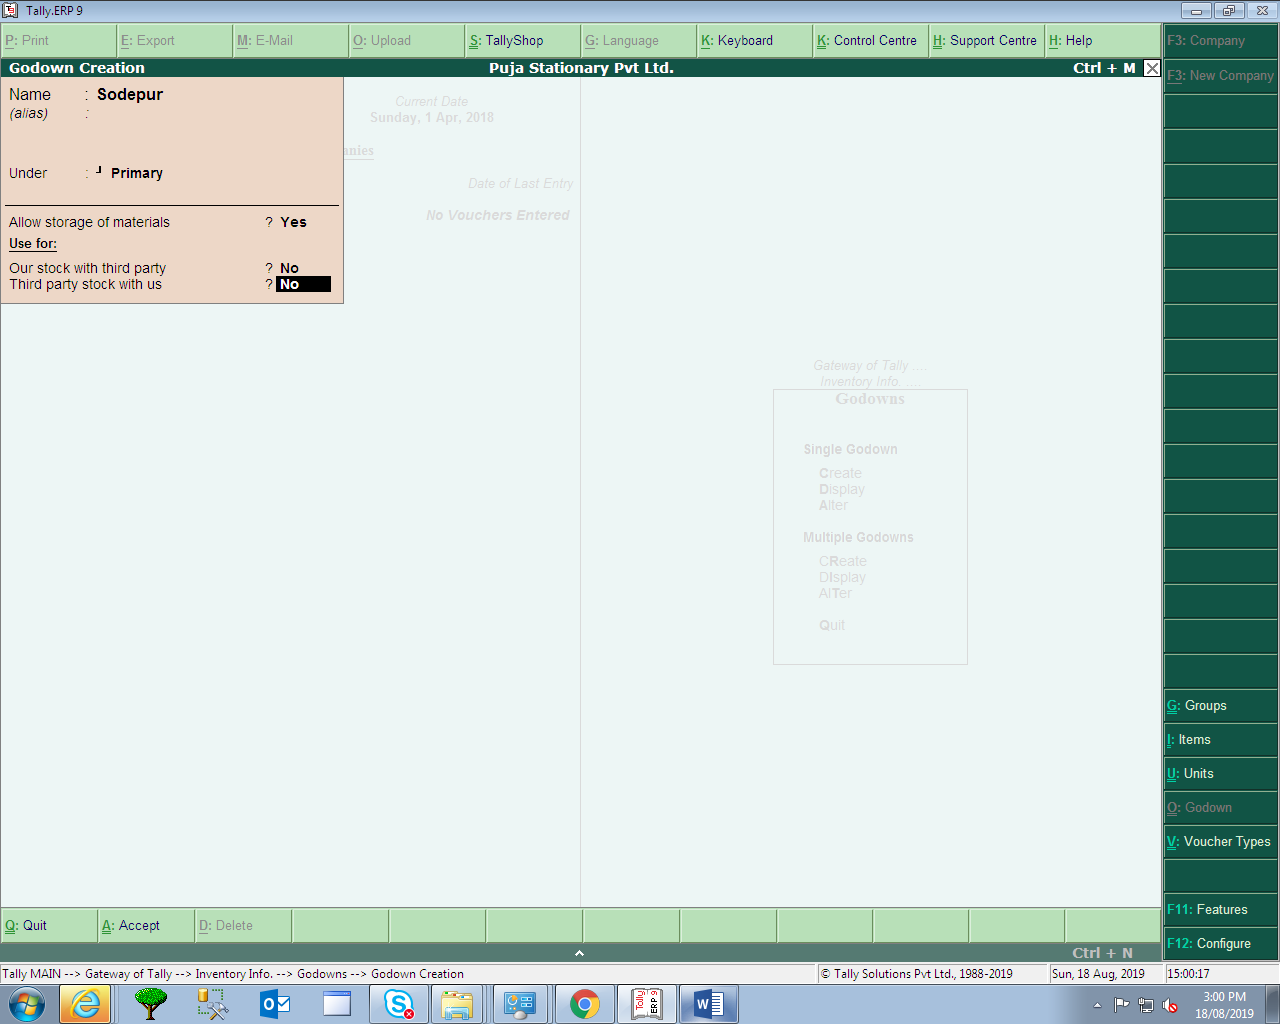 Tally.ERP 9
P: Print
E: Export
M: E-Mail
O: Upload
S: TallyShop
G: Language
K: Keyboard
K: Control Centre
H: Support Centre
H: Help
F3: Company
F3: New Company
Godown Creation
Puja Stationary Pvt Ltd.
Ctrl + M
Name : Sodepur
(alias) :
Under : Primary
Allow storage of materials ? Yes
Use for:
Our stock with third party ? No
Third party stock with us ? No
Current Date
Sunday, 1 Apr, 2018
Date of Last Entry
No Vouchers Entered
Gateway of Tally ....
Inventory Info. ....
Godowns
Single Godown
Create
Display
Alter
Multiple Godowns
CReate
DIsplay
AlTer
Quit
G: Groups
I: Items
U: Units
O: Godown
V: Voucher Types
F11: Features
F12: Configure
Q: Quit
A: Accept
D: Delete
Ctrl + N
Tally MAIN --> Gateway of Tally --> Inventory Info. --> Godowns --> Godown Creation
© Tally Solutions Pvt Ltd., 1988-2019
Sun, 18 Aug, 2019
15:00:17
3:00 PM
18/08/2019